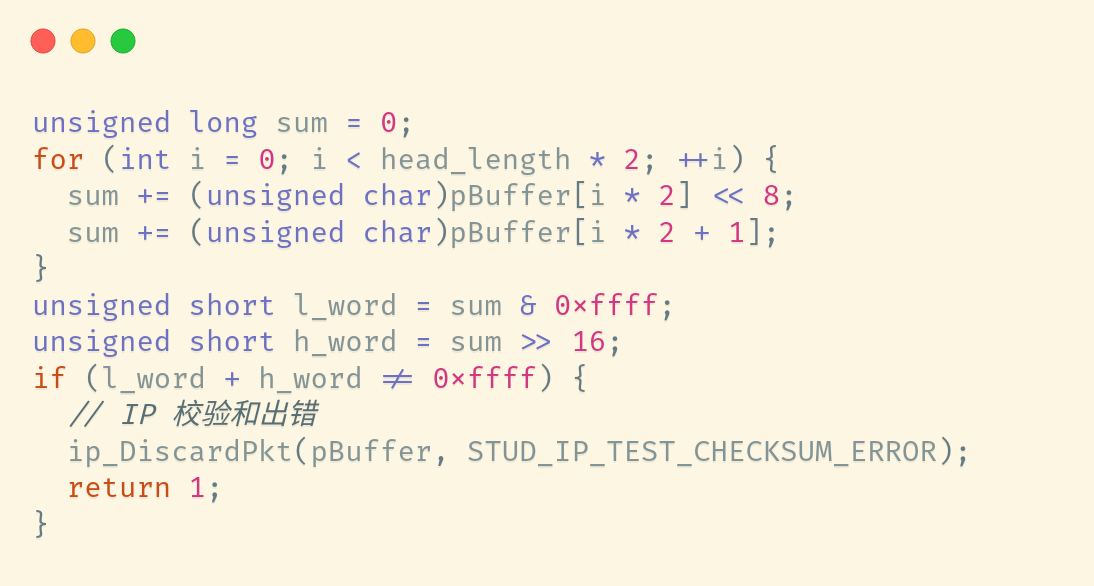 unsigned long sum = 0;
for (int i = 0; i < head_length * 2; ++i) {
  sum += (unsigned char)pBuffer[i * 2] << 8;
  sum += (unsigned char)pBuffer[i * 2 + 1];
}
unsigned short l_word = sum & 0xffff;
unsigned short h_word = sum >> 16;
if (l_word + h_word != 0xffff) {
  // IP 校验和出错
  ip_DiscardPkt(pBuffer, STUD_IP_TEST_CHECKSUM_ERROR);
  return 1;
}